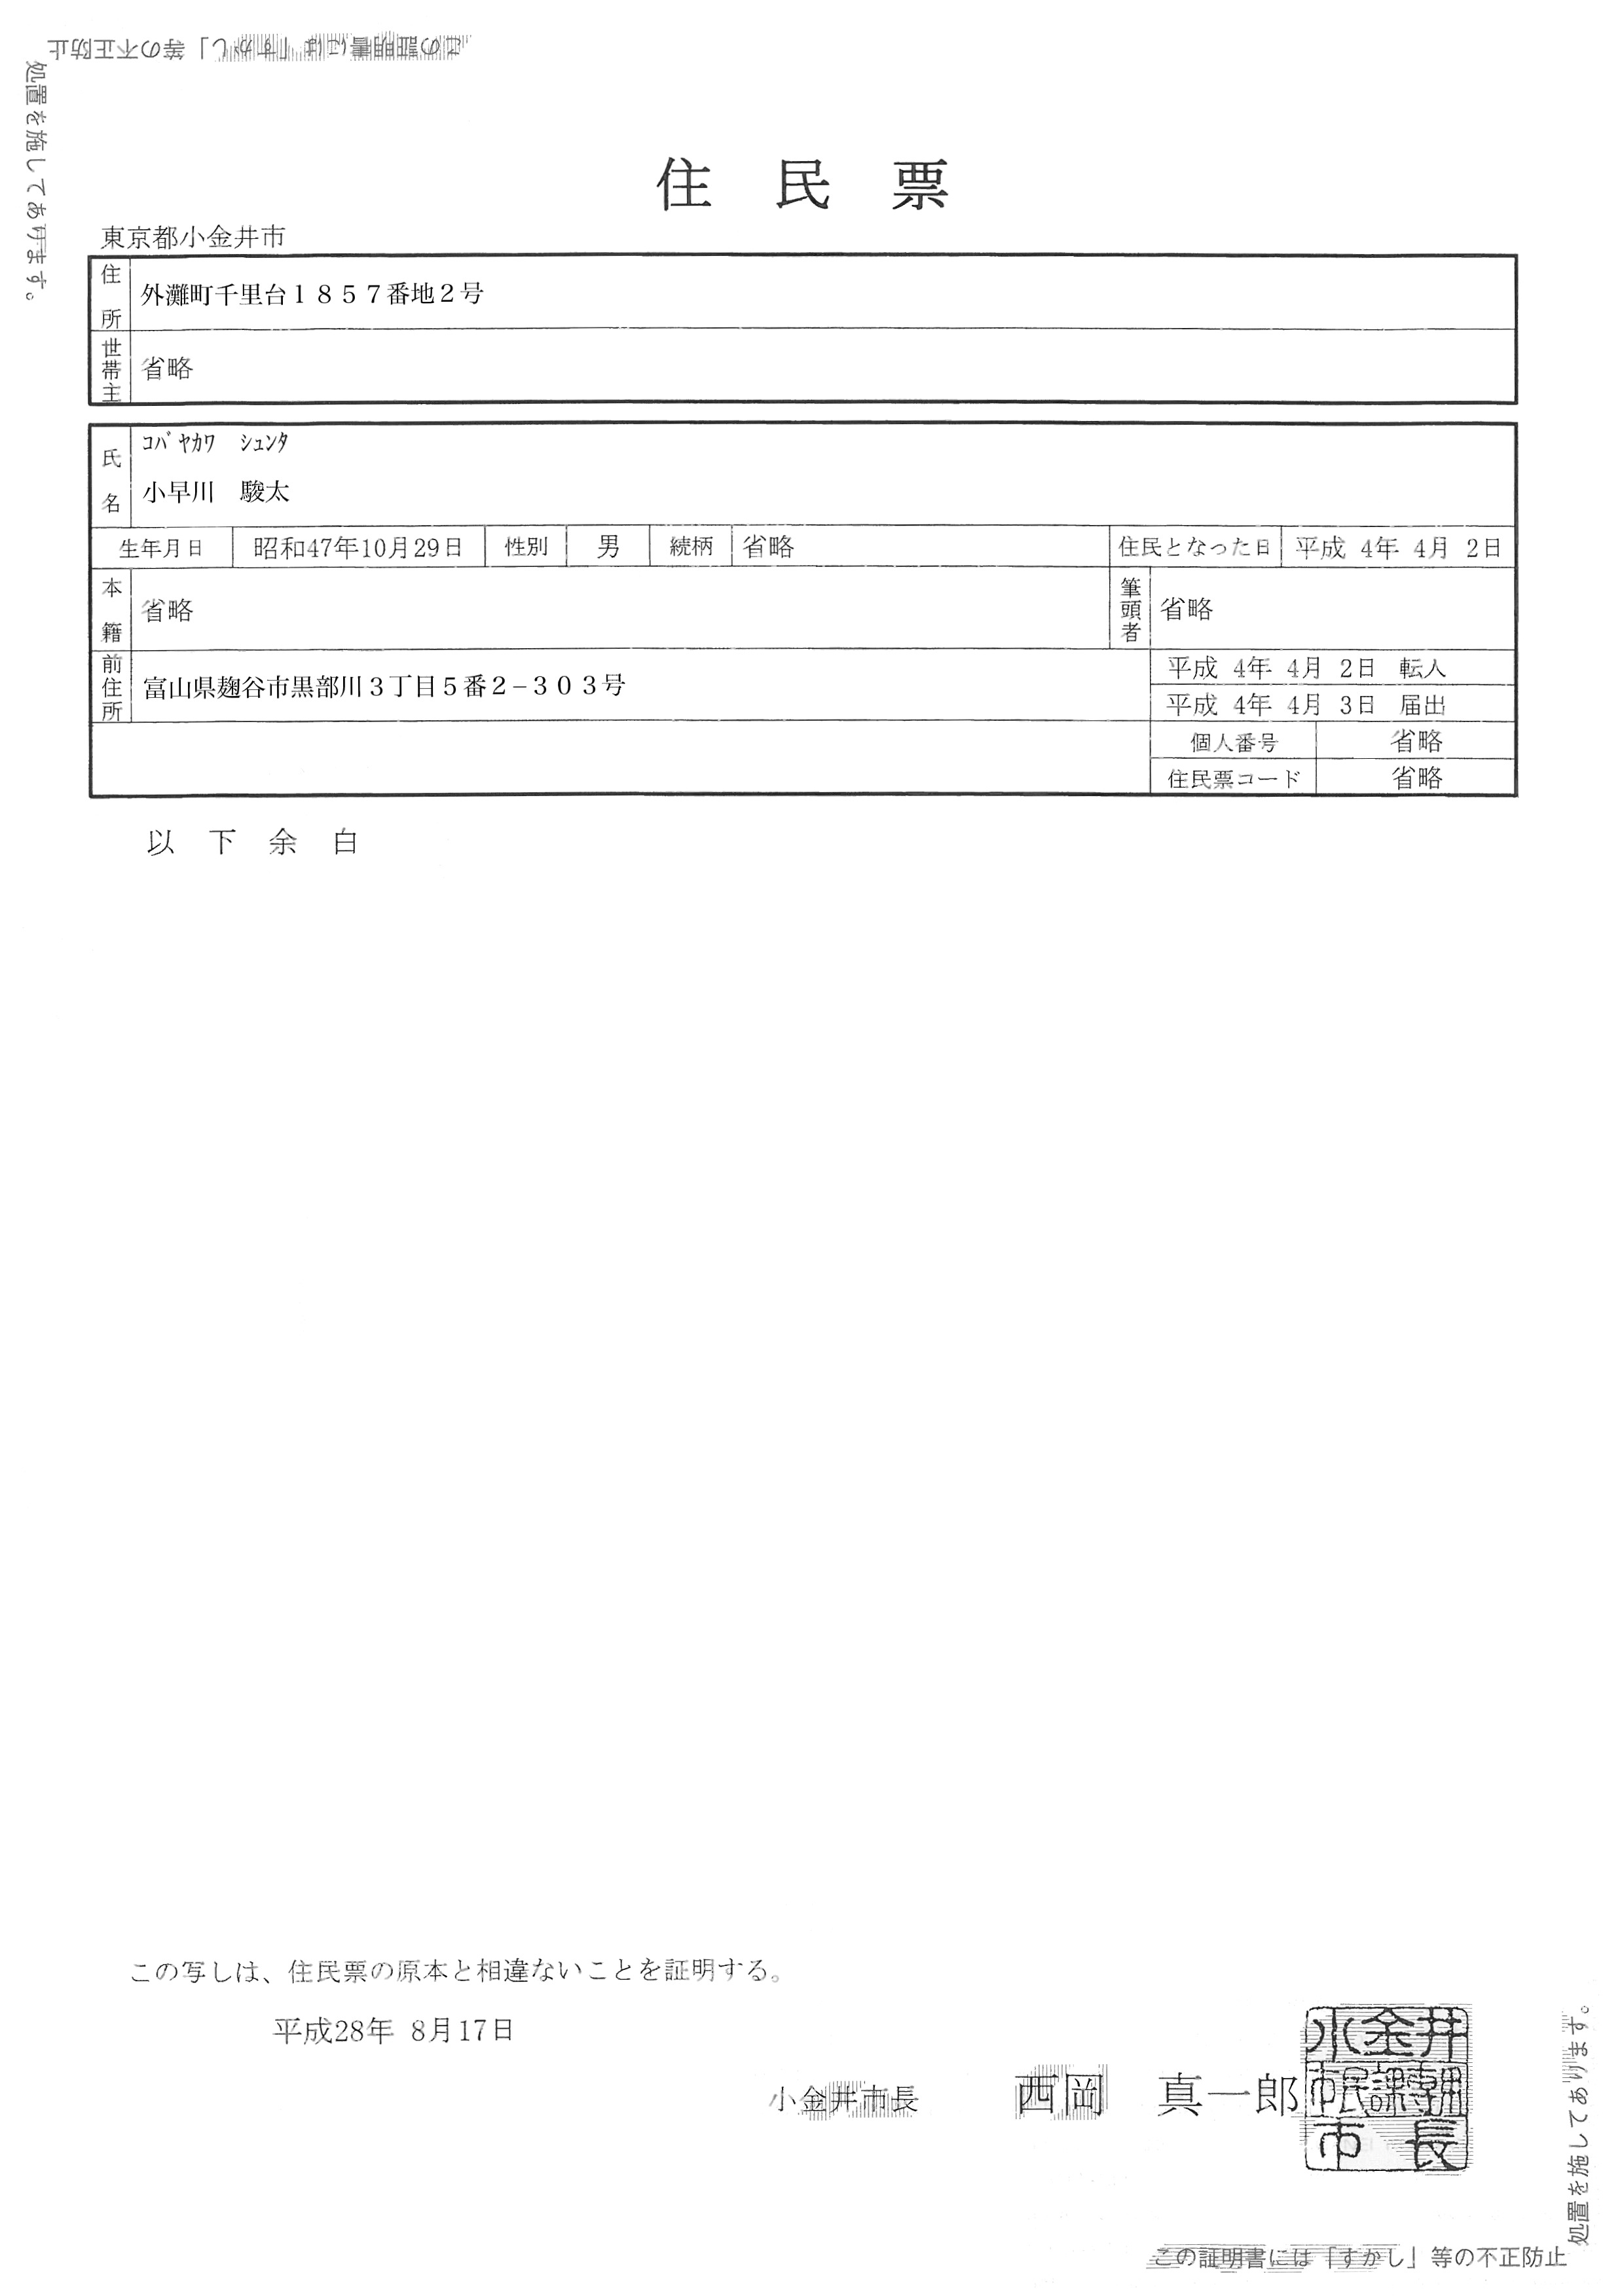 この証明書には「すかし」等の不正防止
処置を施してあります。
住民票
東京都小金井市
住所 外灘町千里台１８５７番地２号
世帯主 省略
氏名 ｺﾊﾞﾔｶﾜ ｼｭﾝﾀ
小早川 駿太
生年月日 昭和47年10月29日 性別 男 続柄 省略 住民となった日 平成 4年 4月 2日
本籍 省略 筆頭者 省略
前住所 富山県麹谷市黒部川３丁目５番２−３０３号 平成 4年 4月 2日 転入
平成 4年 4月 3日 届出
個人番号 省略
住民票コード 省略
以下余白
この写しは、住民票の原本と相違ないことを証明する。
平成28年 8月17日
小金井市長 西岡 真一郎
小金井
市民課専用
市長
この証明書には「すかし」等の不正防止
処置を施してあります。